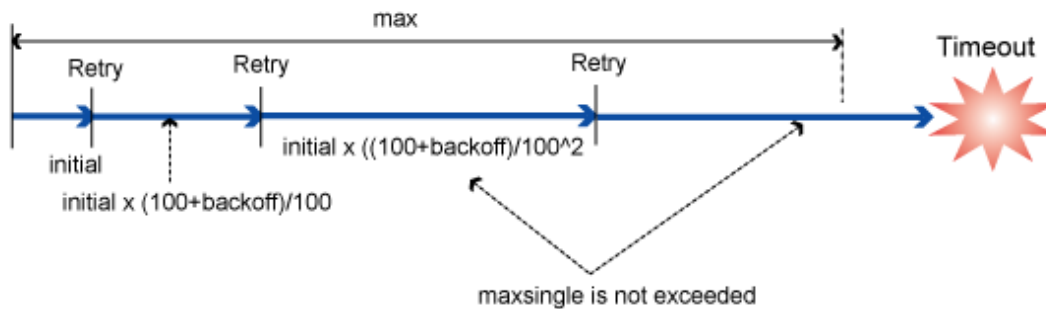 max
Timeout
Retry
Retry
Retry
initial
initial x ((100+backoff)/100^2
initial x (100+backoff)/100
maxsingle is not exceeded